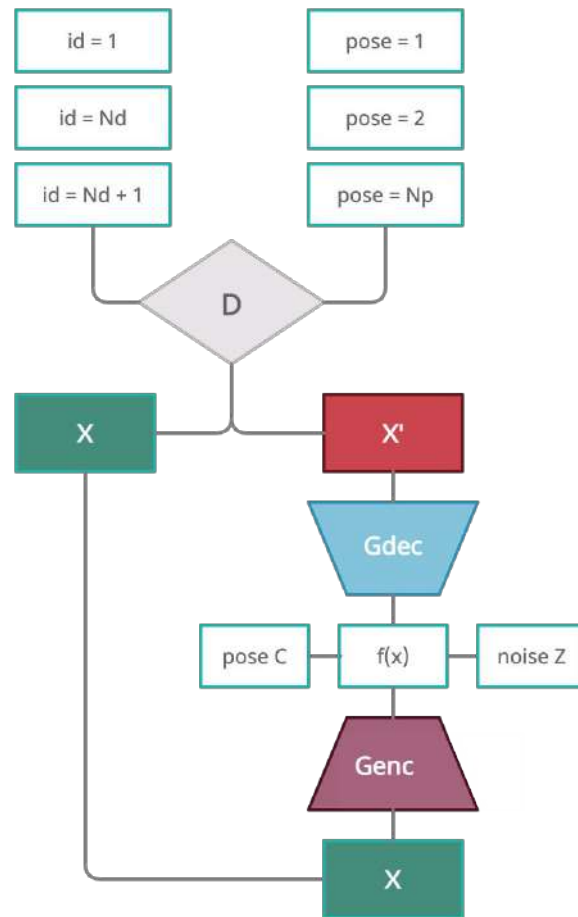 id = 1
pose = 1
id = Nd
pose = 2
id = Nd + 1
pose = Np
D
X
X'
Gdec
pose C
f(x)
noise Z
Genc
X